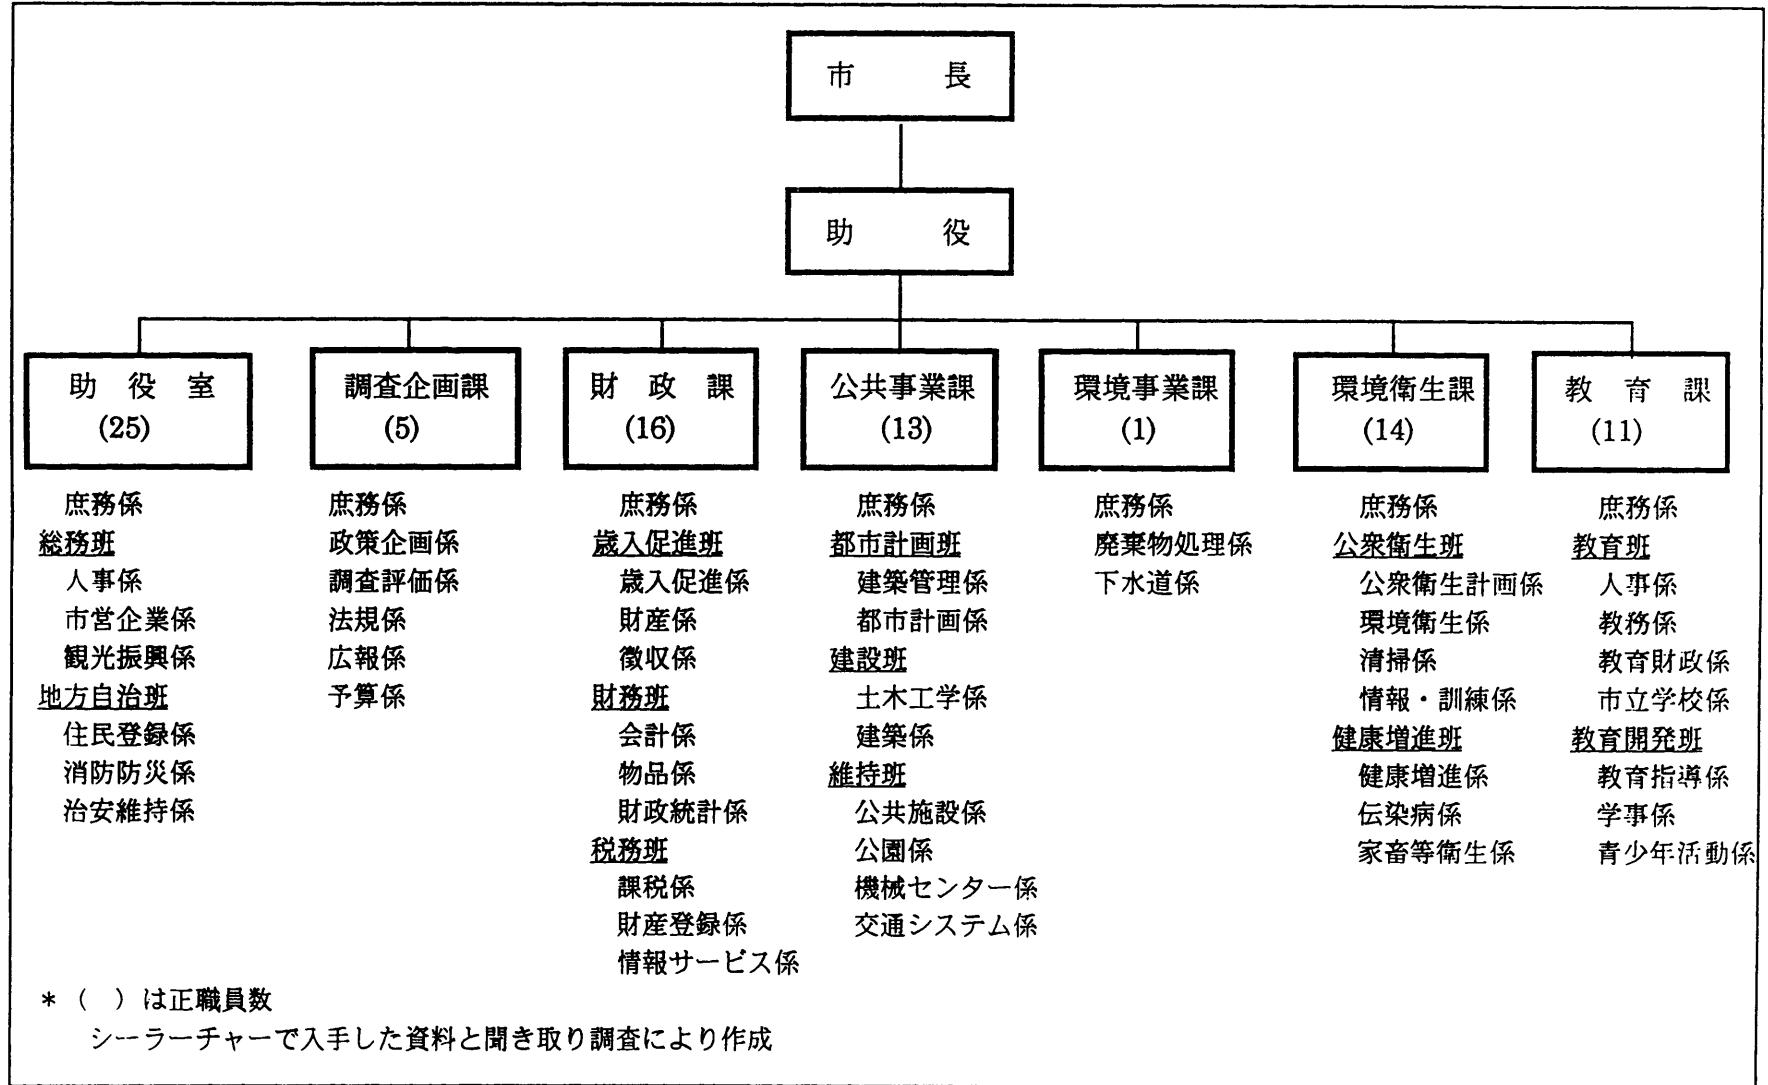 市　長
助　役
助　役　室
(25)
庶務係
総務班
人事係
市営企業係
観光振興係
地方自治班
住民登録係
消防防災係
治安維持係
調査企画課
(5)
庶務係
政策企画係
調査評価係
法規係
広報係
予算係
財　政　課
(16)
庶務係
歳入促進班
歳入促進係
財産係
徴収係
財務班
会計係
物品係
財政統計係
税務班
課税係
財産登録係
情報サービス係
公共事業課
(13)
庶務係
都市計画班
建築管理係
都市計画係
建設班
土木工学係
建築係
維持班
公共施設係
公園係
機械センター係
交通システム係
環境事業課
(1)
庶務係
廃棄物処理係
下水道係
環境衛生課
(14)
庶務係
公衆衛生班
公衆衛生計画係
環境衛生係
清掃係
情報・訓練係
健康増進班
健康増進係
伝染病係
家畜等衛生係
教　育　課
(11)
庶務係
教育班
人事係
教務係
教育財政係
市立学校係
教育開発班
教育指導係
学事係
青少年活動係
*（　）は正職員数
シーラーチャーで入手した資料と聞き取り調査により作成